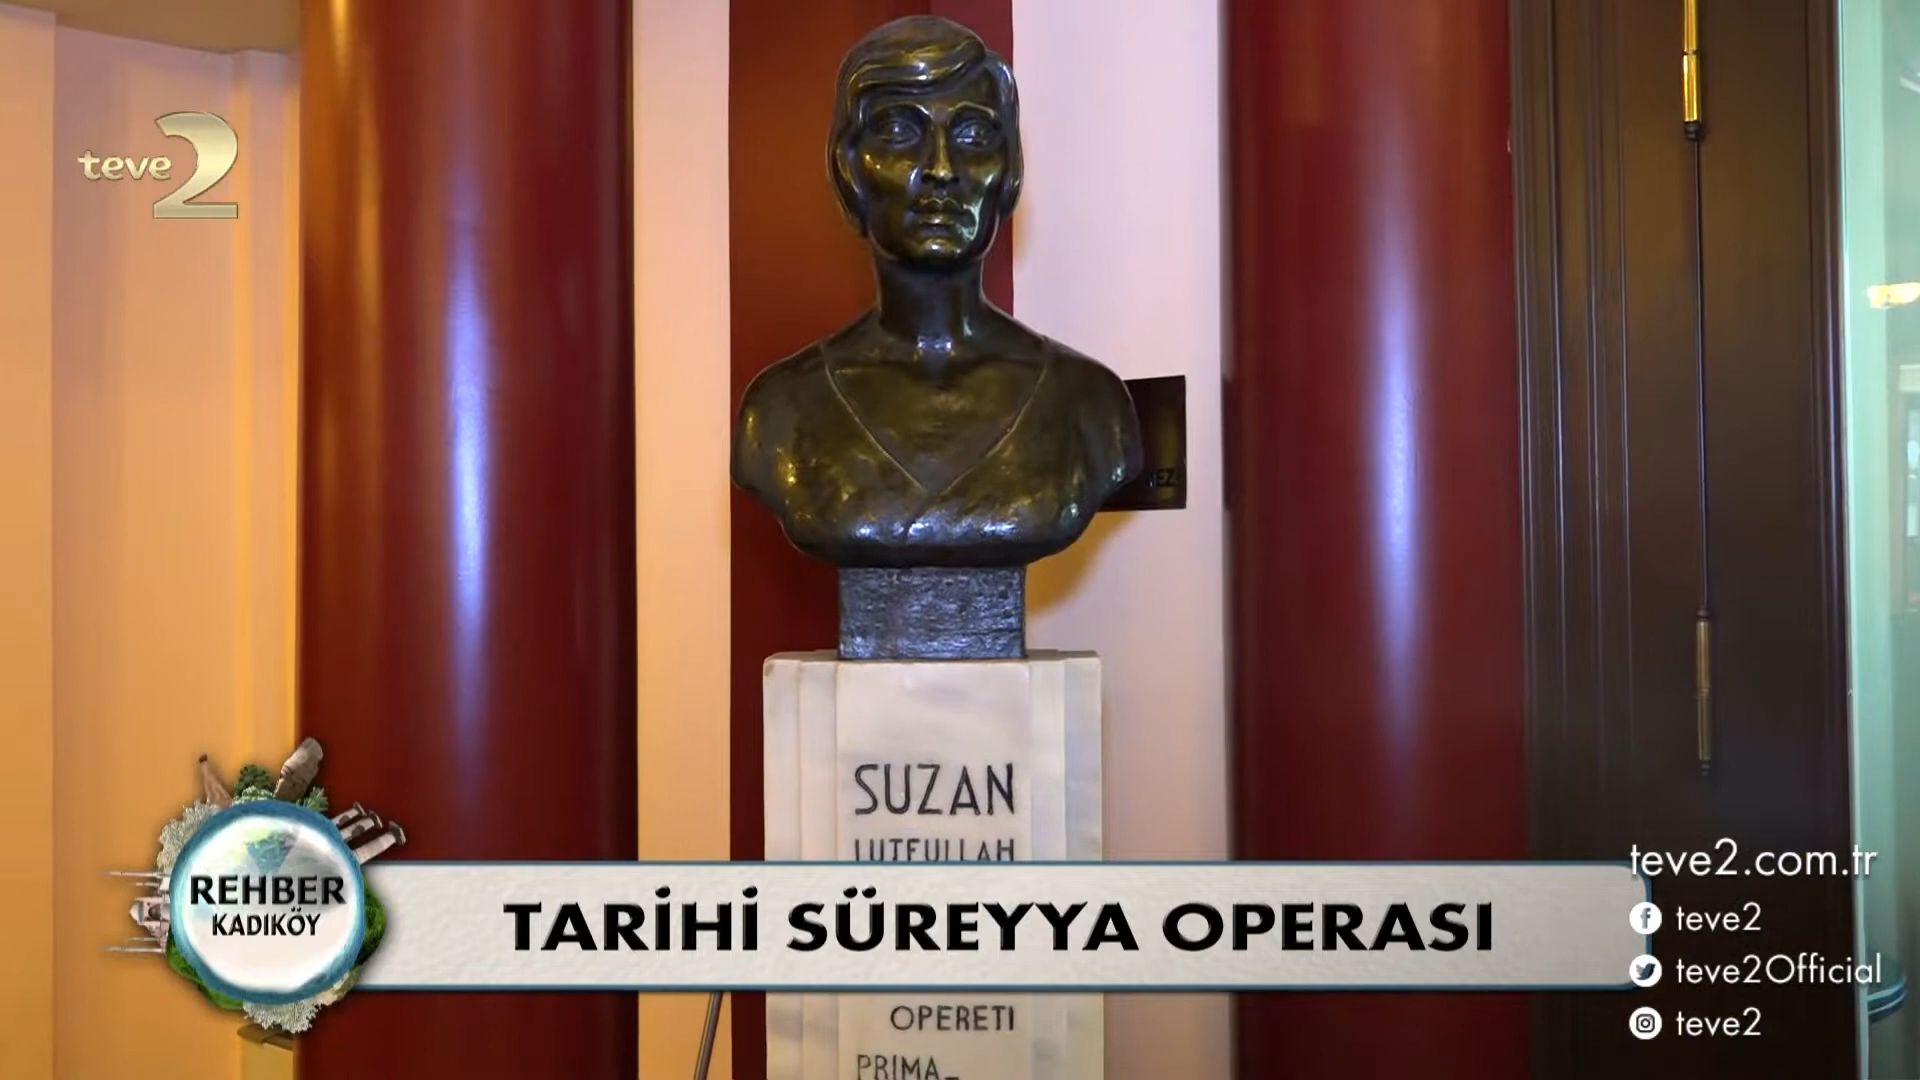 teve2
SUZAN
LUTFULLAH
OPERETI
PRIMA-
REHBER
KADIKÖY
TARİHİ SÜREYYA OPERASI
teve2.com.tr
teve2
teve2Official
teve2